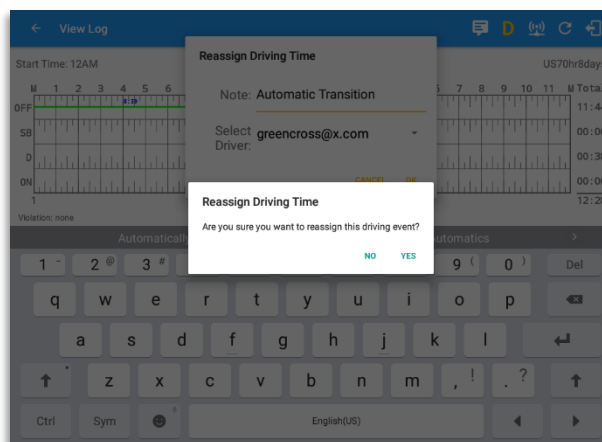 View Log
D
Start Time: 12AM
US70hr8day
Reassign Driving Time
Note: Automatic Transition
Select Driver: greencross@x.com
CANCEL OK
M 1 2 3 4 5 6
5 7 8 9 10 11 M Tota
OFF 11:4
SB 00:0
D 00:3
ON 00:0
1 12:2
Violation: none
Reassign Driving Time
Are you sure you want to reassign this driving event?
NO YES
Automatically
utomatics
1 - 2 @ 3 # 9 ( 0 ) Del
q w e r t y u i o p
a s d f g h j k l
z x c v b n m , ! . ?
Ctrl Sym English(US)